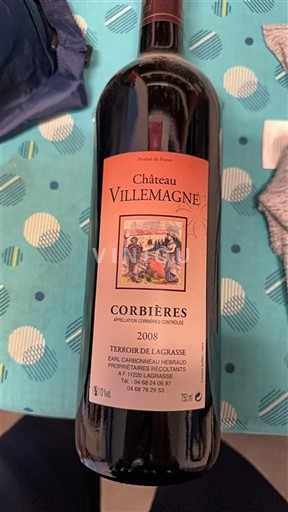 Produit de France
Château
VILLEMAGNE
VINIOU
CORBIÈRES
APPELLATION CORBIÈRES CONTRÔLÉE
2008
TERROIR DE LAGRASSE
EARL CARBONNEAU HEBRAUD
PROPRIÉTAIRES RÉCOLTANTS
A F 11220 LAGRASSE
Tél. : 04 68 24 06 97
04 68 76 29 53
750 ml